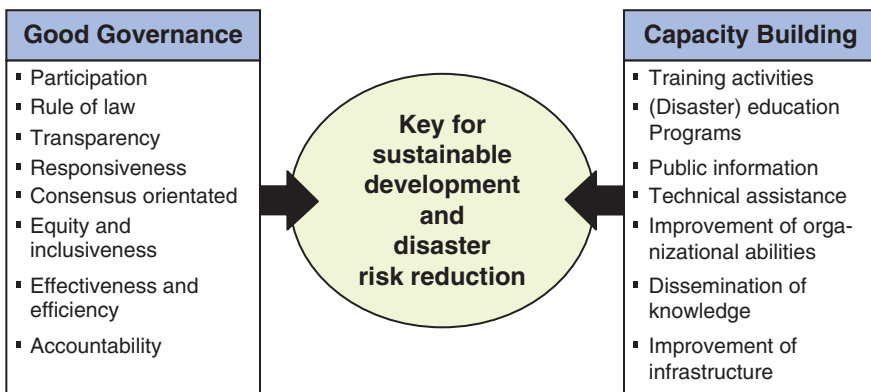 Good Governance
▪ Participation
▪ Rule of law
▪ Transparency
▪ Responsiveness
▪ Consensus orientated
▪ Equity and
inclusiveness
▪ Effectiveness and
efficiency
▪ Accountability
Key for
sustainable
development
and
disaster
risk reduction
Capacity Building
▪ Training activities
▪ (Disaster) education
Programs
▪ Public information
▪ Technical assistance
▪ Improvement of orga-
nizational abilities
▪ Dissemination of
knowledge
▪ Improvement of
infrastructure